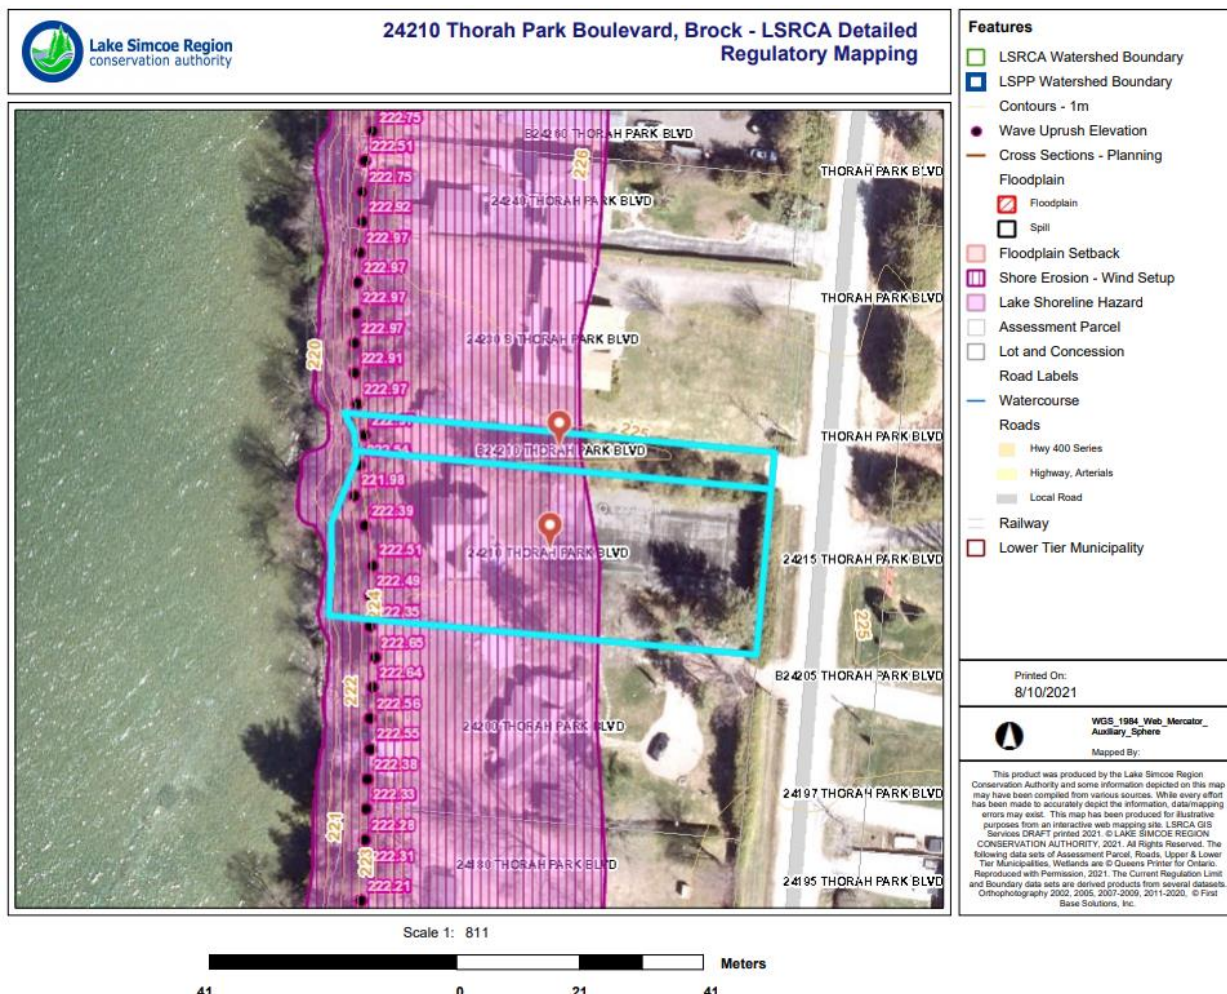 Lake Simcoe Region
conservation authority
24210 Thorah Park Boulevard, Brock - LSRCA Detailed
Regulatory Mapping
222.75
B24260 THORAH PARK BLVD
222.51
226
THORAH PARK BLVD
222.75
24240 THORAH PARK BLVD
222.92
222.97
222.97
222.97
THORAH PARK BLVD
222.97
24230 B THORAH PARK BLVD
220
222.91
222.97
225
THORAH PARK BLVD
B24210 THORAH PARK BLVD
221.98
222.39
222.51
24210 THORAH PARK BLVD
24215 THORAH PARK BLVD
222.49
224
222.35
225
222.65
B24205 THORAH PARK BLVD
222.64
222
222.56
24200 THORAH PARK BLVD
222.55
222.38
222.33
24197 THORAH PARK BLVD
221
222.28
223
222.31
24180 THORAH PARK BLVD
24195 THORAH PARK BLVD
222.21
Features
LSRCA Watershed Boundary
LSPP Watershed Boundary
Contours - 1m
Wave Uprush Elevation
Cross Sections - Planning
Floodplain
Floodplain
Spill
Floodplain Setback
Shore Erosion - Wind Setup
Lake Shoreline Hazard
Assessment Parcel
Lot and Concession
Road Labels
Watercourse
Roads
Hwy 400 Series
Highway, Arterials
Local Road
Railway
Lower Tier Municipality
Printed On:
8/10/2021
WGS_1984_Web_Mercator_
Auxiliary_Sphere
Mapped By:
This product was produced by the Lake Simcoe Region
Conservation Authority and some information depicted on this map
may have been compiled from various sources. While every effort
has been made to accurately depict the information, data/mapping
errors may exist. This map has been produced for illustrative
purposes from an interactive web mapping site. LSRCA GIS
Services DRAFT printed 2021. © LAKE SIMCOE REGION
CONSERVATION AUTHORITY, 2021. All Rights Reserved. The
following data sets of Assessment Parcel, Roads, Upper & Lower
Tier Municipalities, Wetlands are © Queens Printer for Ontario.
Reproduced with Permission, 2021. The Current Regulation Limit
and Boundary data sets are derived products from several datasets.
Orthophotography 2002, 2005, 2007-2009, 2011-2020, © First
Base Solutions, Inc.
Scale 1: 811
Meters
41 0 21 41